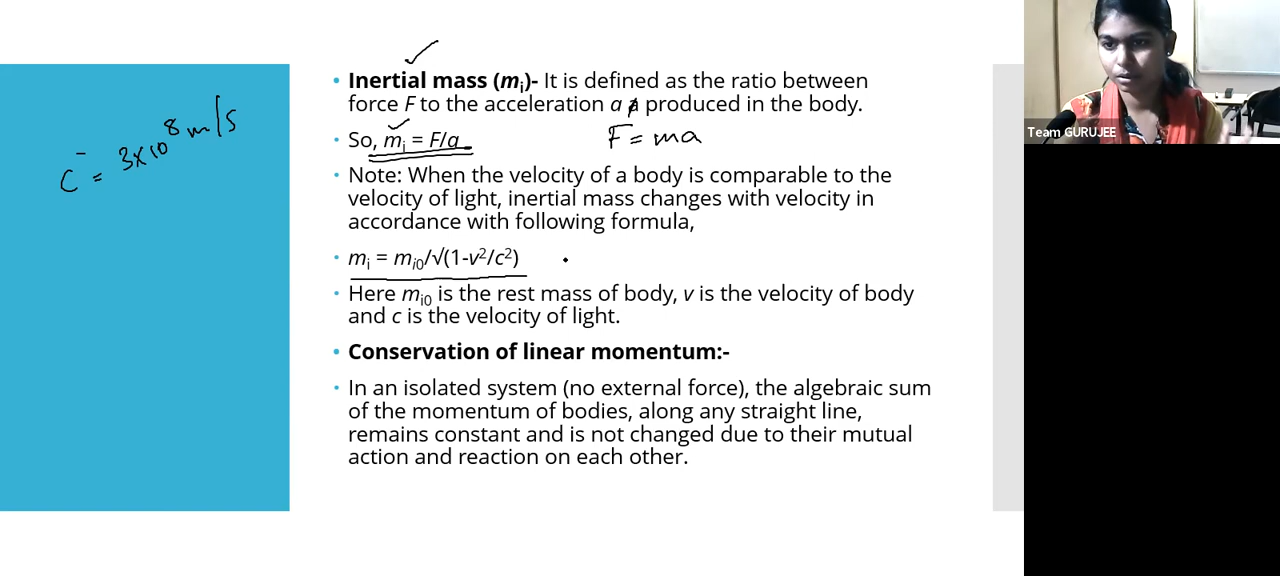 • Inertial mass (mᵢ)- It is defined as the ratio between
force F to the acceleration a produced in the body.
• So, mᵢ = F/a
F = ma
• Note: When the velocity of a body is comparable to the
velocity of light, inertial mass changes with velocity in
accordance with following formula,
• mᵢ = mᵢ₀/√(1-v²/c²)
• Here mᵢ₀ is the rest mass of body, v is the velocity of body
and c is the velocity of light.
• Conservation of linear momentum:-
• In an isolated system (no external force), the algebraic sum
of the momentum of bodies, along any straight line,
remains constant and is not changed due to their mutual
action and reaction on each other.
C = 3×10⁸ m/s
Team GURUJEE